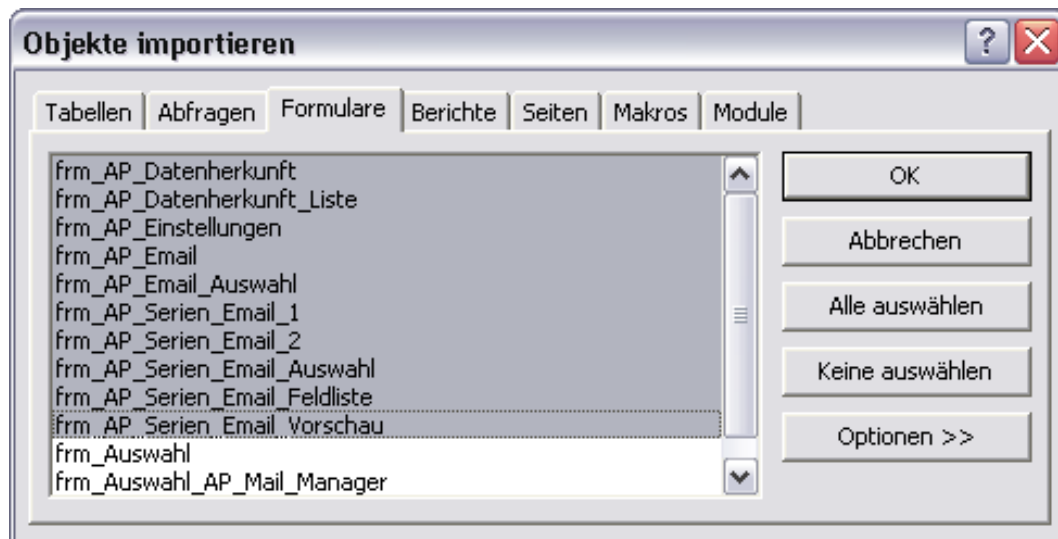 Objekte importieren
Tabellen Abfragen Formulare Berichte Seiten Makros Module
frm_AP_Datenherkunft
frm_AP_Datenherkunft_Liste
frm_AP_Einstellungen
frm_AP_Email
frm_AP_Email_Auswahl
frm_AP_Serien_Email_1
frm_AP_Serien_Email_2
frm_AP_Serien_Email_Auswahl
frm_AP_Serien_Email_Feldliste
frm_AP_Serien_Email_Vorschau
frm_Auswahl
frm_Auswahl_AP_Mail_Manager
OK
Abbrechen
Alle auswählen
Keine auswählen
Optionen >>